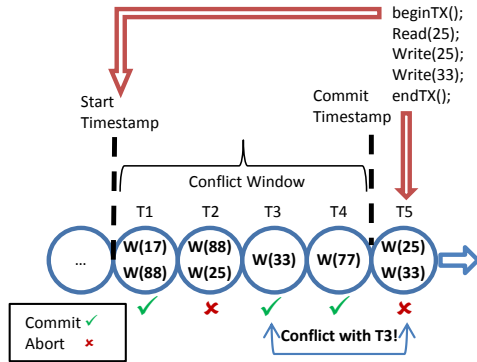 beginTX();
Read(25);
Write(25);
Write(33);
endTX();
Start
Timestamp
Commit
Timestamp
Conflict Window
T1 T2 T3 T4 T5
... W(17) W(88) W(33) W(77) W(25)
W(88) W(25) W(33)
Commit ✓
Abort ✘
Conflict with T3!